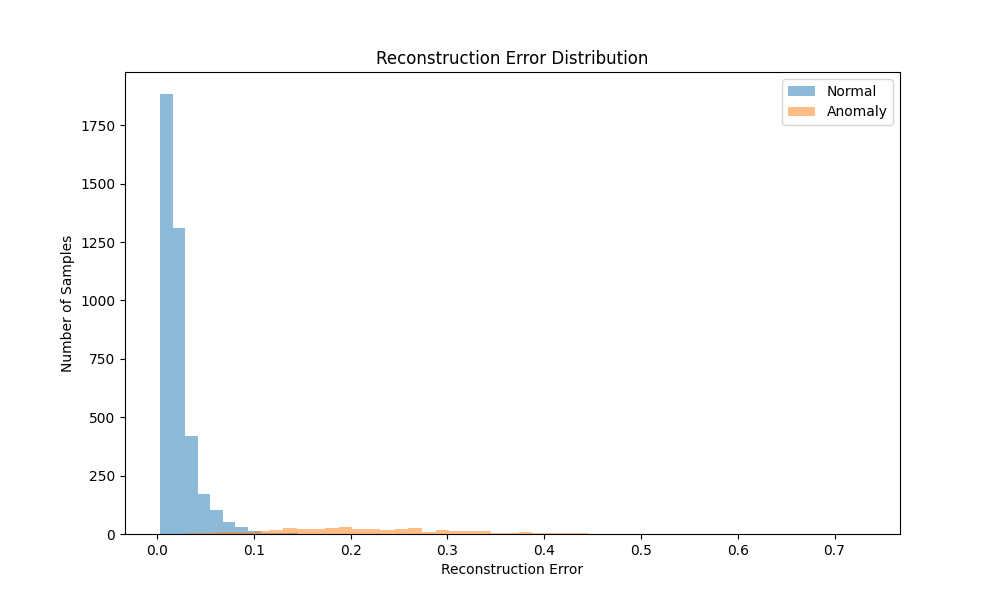 Reconstruction Error Distribution
Normal
Anomaly
Number of Samples
1750
1500
1250
1000
750
500
250
0
0.0 0.1 0.2 0.3 0.4 0.5 0.6 0.7
Reconstruction Error